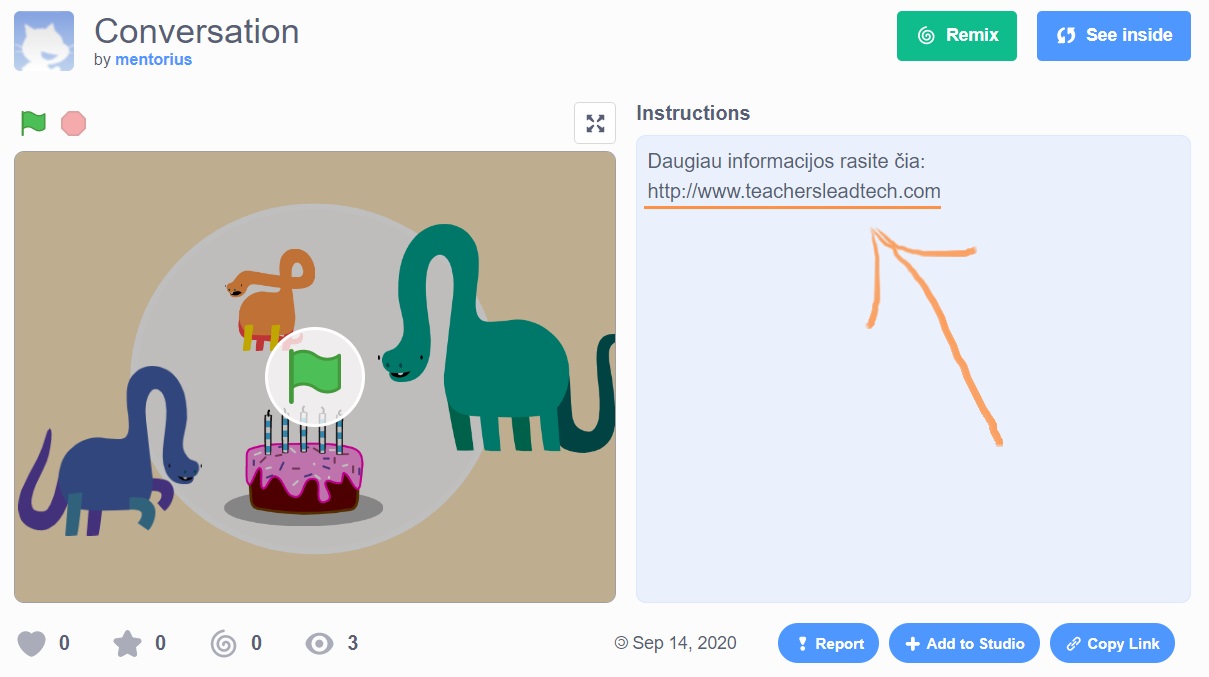 Conversation
by mentorius
Remix
See inside
Instructions
Daugiau informacijos rasite čia:
http://www.teachersleadtech.com
0
0
0
3
© Sep 14, 2020
Report
Add to Studio
Copy Link